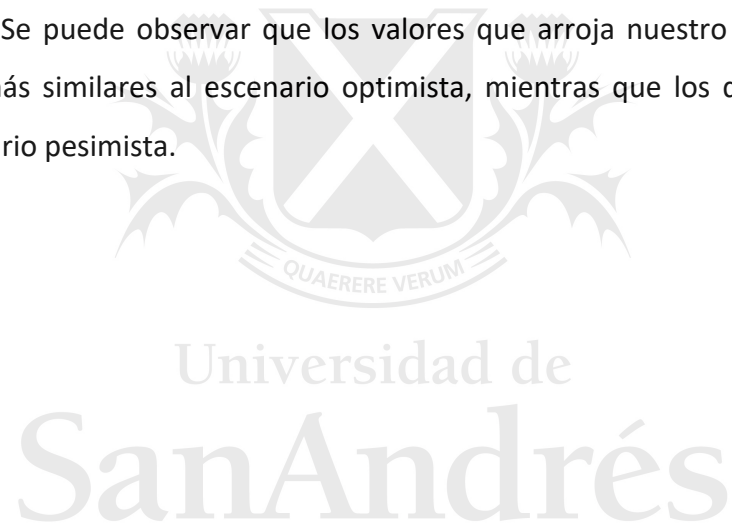 Se puede observar que los valores que arroja nuestro
más similares al escenario optimista, mientras que los
rio pesimista.
QUAERERE VERUM
Universidad de
SanAndrés